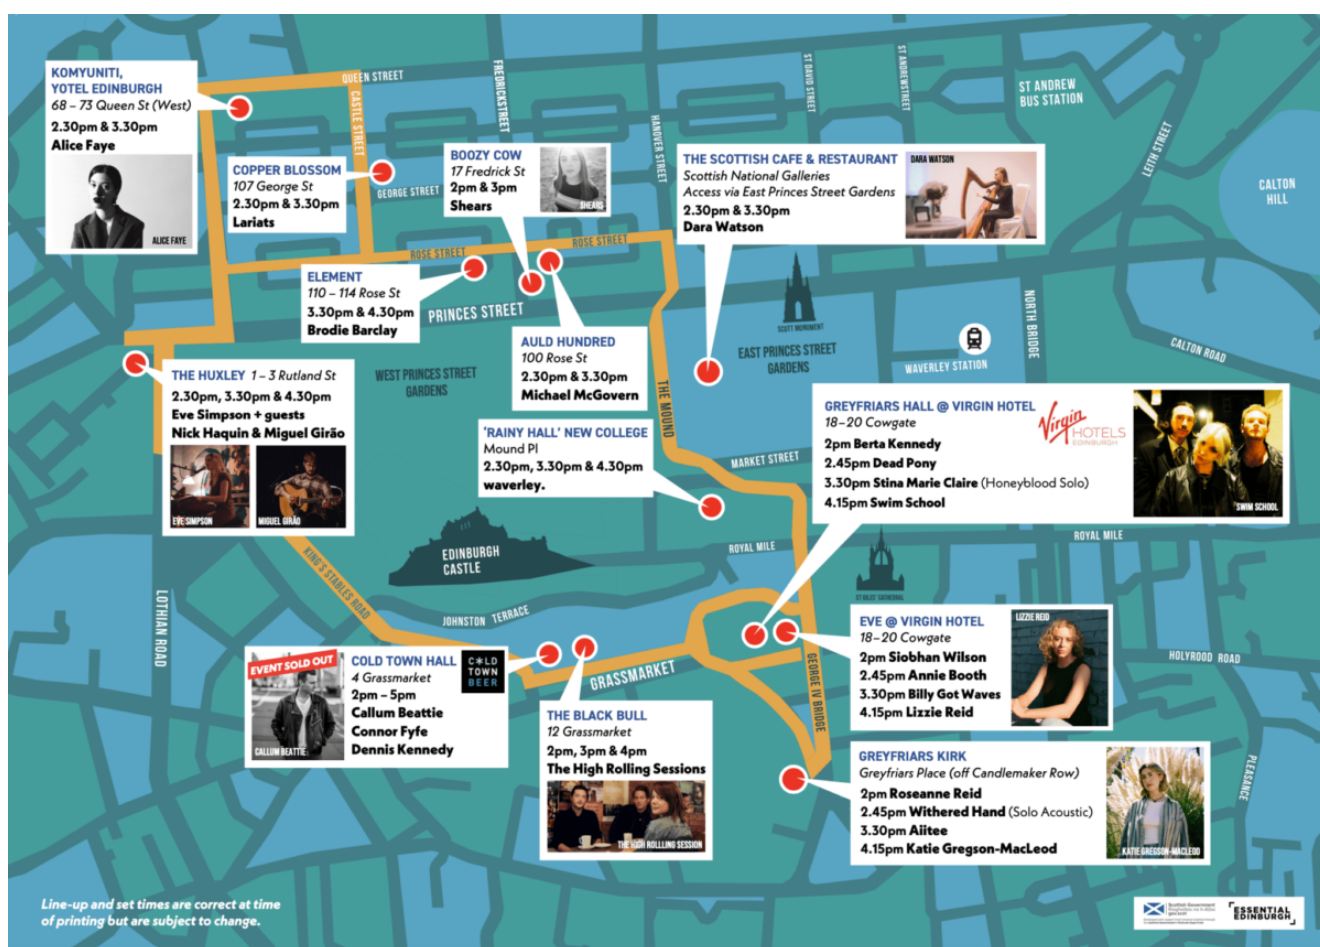 KOMYUNITI,
YOTEL EDINBURGH
68 – 73 Queen St (West)
2.30pm & 3.30pm
Alice Faye
ALICE FAYE
QUEEN STREET
CASTLE STREET
FREDRICKSTREET
HANOVER STREET
ST DAVID STREET
ST ANDREWSTREET
ST ANDREW
BUS STATION
LEITH STREET
CALTON
HILL
COPPER BLOSSOM
107 George St
2.30pm & 3.30pm
Lariats
GEORGE STREET
BOOZY COW
17 Fredrick St
2pm & 3pm
Shears
SHEARS
THE SCOTTISH CAFE & RESTAURANT
Scottish National Galleries
Access via East Princes Street Gardens
2.30pm & 3.30pm
Dara Watson
DARA WATSON
ROSE STREET
ROSE STREET
ELEMENT
110 – 114 Rose St
3.30pm & 4.30pm
Brodie Barclay
PRINCES STREET
AULD HUNDRED
100 Rose St
2.30pm & 3.30pm
Michael McGovern
SCOTT MONUMENT
EAST PRINCES STREET
GARDENS
WAVERLEY STATION
NORTH BRIDGE
CALTON ROAD
THE HUXLEY 1 – 3 Rutland St
2.30pm, 3.30pm & 4.30pm
Eve Simpson + guests
Nick Haquin & Miguel Girão
EVE SIMPSON
MIGUEL GIRÃO
WEST PRINCES STREET
GARDENS
THE MOUND
'RAINY HALL' NEW COLLEGE
Mound Pl
2.30pm, 3.30pm & 4.30pm
waverley.
MARKET STREET
GREYFRIARS HALL @ VIRGIN HOTEL
18–20 Cowgate
2pm Berta Kennedy
2.45pm Dead Pony
3.30pm Stina Marie Claire (Honeyblood Solo)
4.15pm Swim School
Virgin
HOTELS
EDINBURGH
SWIM SCHOOL
EDINBURGH
CASTLE
KING'S STABLES ROAD
LOTHIAN ROAD
JOHNSTON TERRACE
ROYAL MILE
ROYAL MILE
ST GILES' CATHEDRAL
EVENT SOLD OUT
CALLUM BEATTIE
COLD TOWN HALL
4 Grassmarket
2pm – 5pm
Callum Beattie
Connor Fyfe
Dennis Kennedy
C*LD
TOWN
BEER
GRASSMARKET
THE BLACK BULL
12 Grassmarket
2pm, 3pm & 4pm
The High Rolling Sessions
THE HIGH ROLLLING SESSION
GEORGE IV BRIDGE
EVE @ VIRGIN HOTEL
18–20 Cowgate
2pm Siobhan Wilson
2.45pm Annie Booth
3.30pm Billy Got Waves
4.15pm Lizzie Reid
LIZZIE REID
HOLYROOD ROAD
PLEASANCE
GREYFRIARS KIRK
Greyfriars Place (off Candlemaker Row)
2pm Roseanne Reid
2.45pm Withered Hand (Solo Acoustic)
3.30pm Aiitee
4.15pm Katie Gregson-MacLeod
KATIE GREGSON-MACLEOD
Line-up and set times are correct at time
of printing but are subject to change.
Scottish Government
gov.scot
ESSENTIAL
EDINBURGH